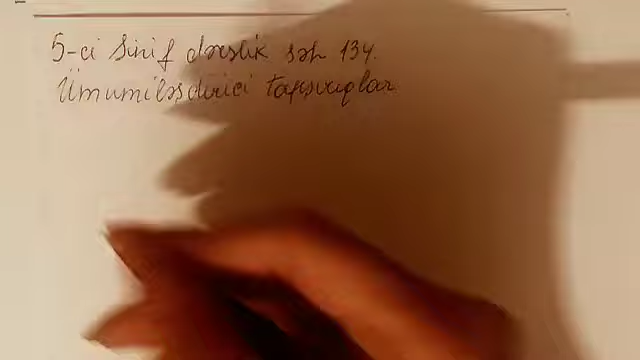 5-ci Sinif dərslik səh 134.
Ümumiləşdirici tapşırıqlar